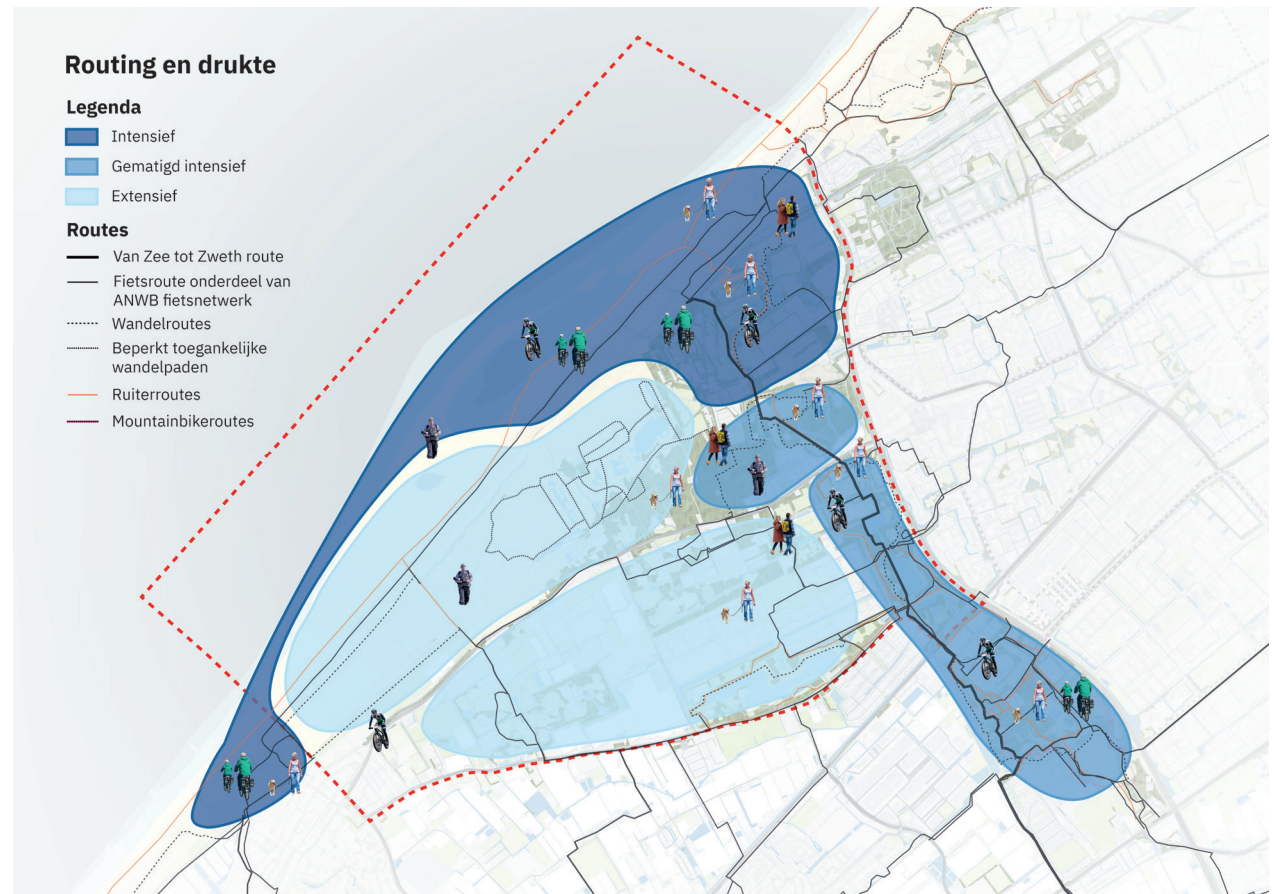 Routing en drukte
Legenda
Intensief
Gematigd intensief
Extensief
Routes
Van Zee tot Zweth route
Fietsroute onderdeel van
ANWB fietsnetwerk
Wandelroutes
Beperkt toegankelijke
wandelpaden
Ruiterroutes
Mountainbikeroutes